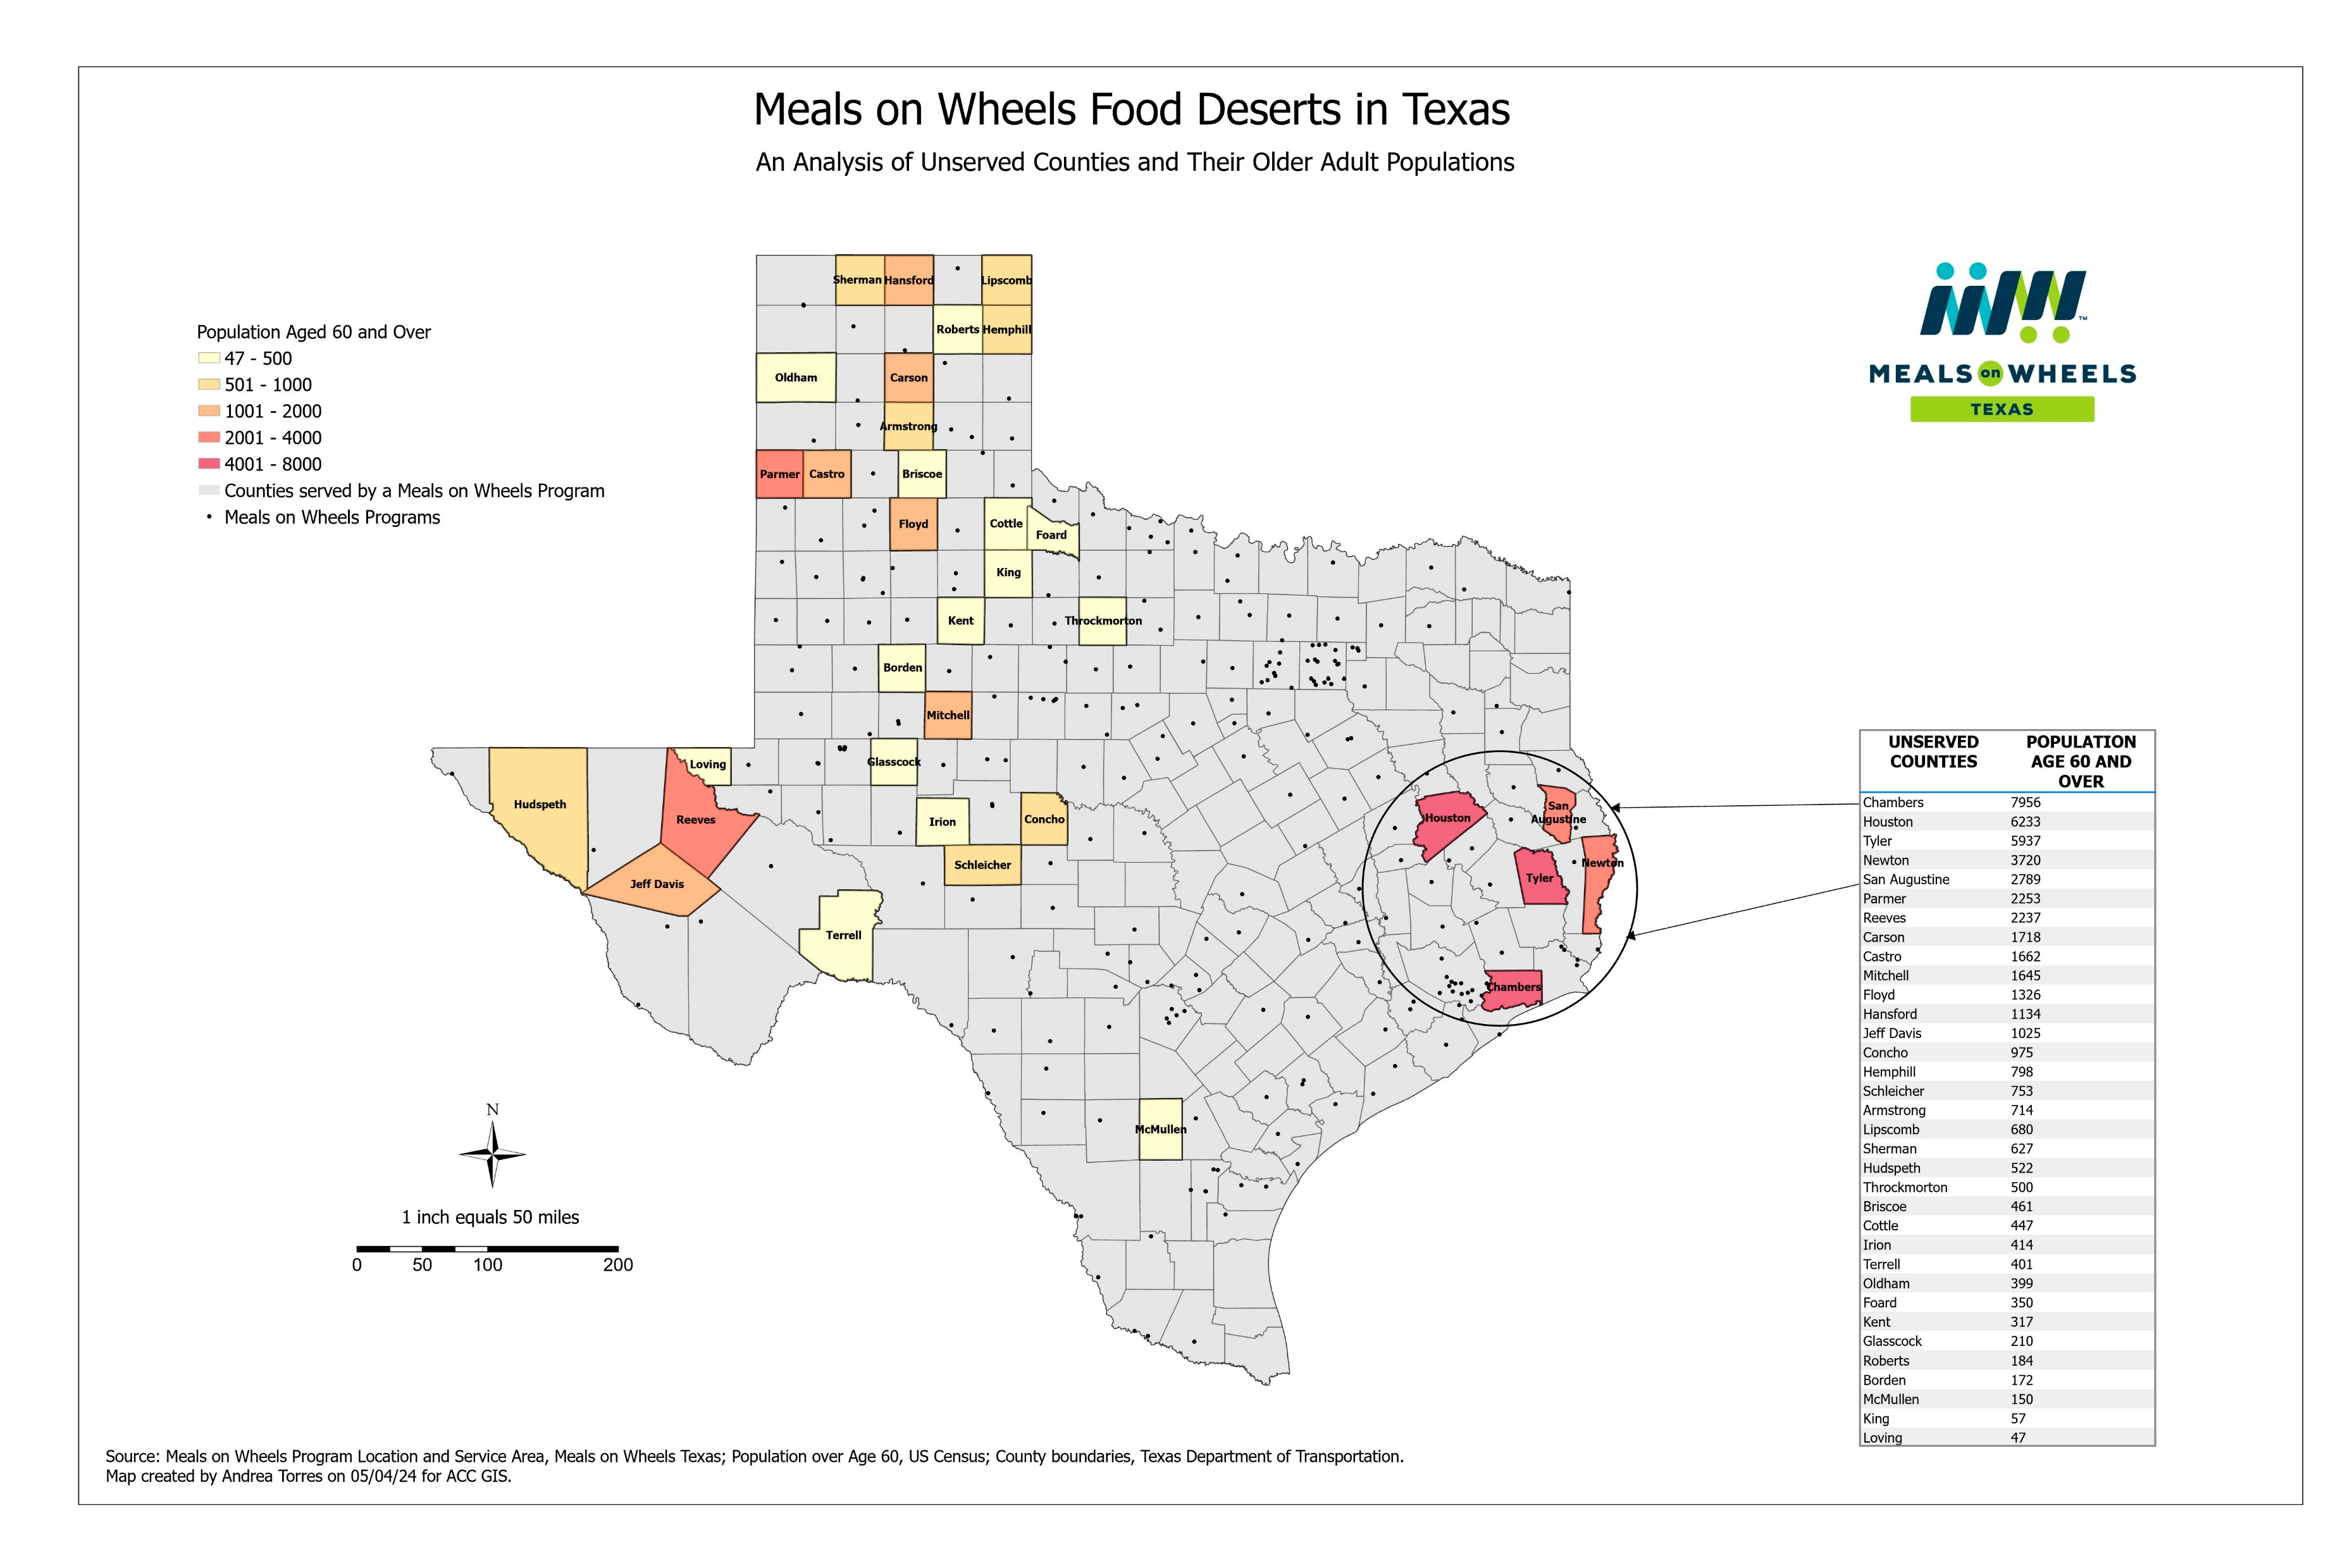 Meals on Wheels Food Deserts in Texas
An Analysis of Unserved Counties and Their Older Adult Populations
Population Aged 60 and Over
47 - 500
501 - 1000
1001 - 2000
2001 - 4000
4001 - 8000
Counties served by a Meals on Wheels Program
Meals on Wheels Programs
MEALS on WHEELS
TM
TEXAS
Sherman
Hansford
Lipscomb
Roberts
Hemphill
Oldham
Carson
Armstrong
Parmer
Castro
Briscoe
Floyd
Cottle
Foard
King
Kent
Throckmorton
Borden
Mitchell
Loving
Glasscock
Hudspeth
Reeves
Irion
Concho
Jeff Davis
Schleicher
Terrell
McMullen
Houston
San
Augustine
Newton
Tyler
Chambers
N
1 inch equals 50 miles
0 50 100 200
UNSERVED COUNTIES POPULATION AGE 60 AND OVER
Chambers 7956
Houston 6233
Tyler 5937
Newton 3720
San Augustine 2789
Parmer 2253
Reeves 2237
Carson 1718
Castro 1662
Mitchell 1645
Floyd 1326
Hansford 1134
Jeff Davis 1025
Concho 975
Hemphill 798
Schleicher 753
Armstrong 714
Lipscomb 680
Sherman 627
Hudspeth 522
Throckmorton 500
Briscoe 461
Cottle 447
Irion 414
Terrell 401
Oldham 399
Foard 350
Kent 317
Glasscock 210
Roberts 184
Borden 172
McMullen 150
King 57
Loving 47
Source: Meals on Wheels Program Location and Service Area, Meals on Wheels Texas; Population over Age 60, US Census; County boundaries, Texas Department of Transportation.
Map created by Andrea Torres on 05/04/24 for ACC GIS.